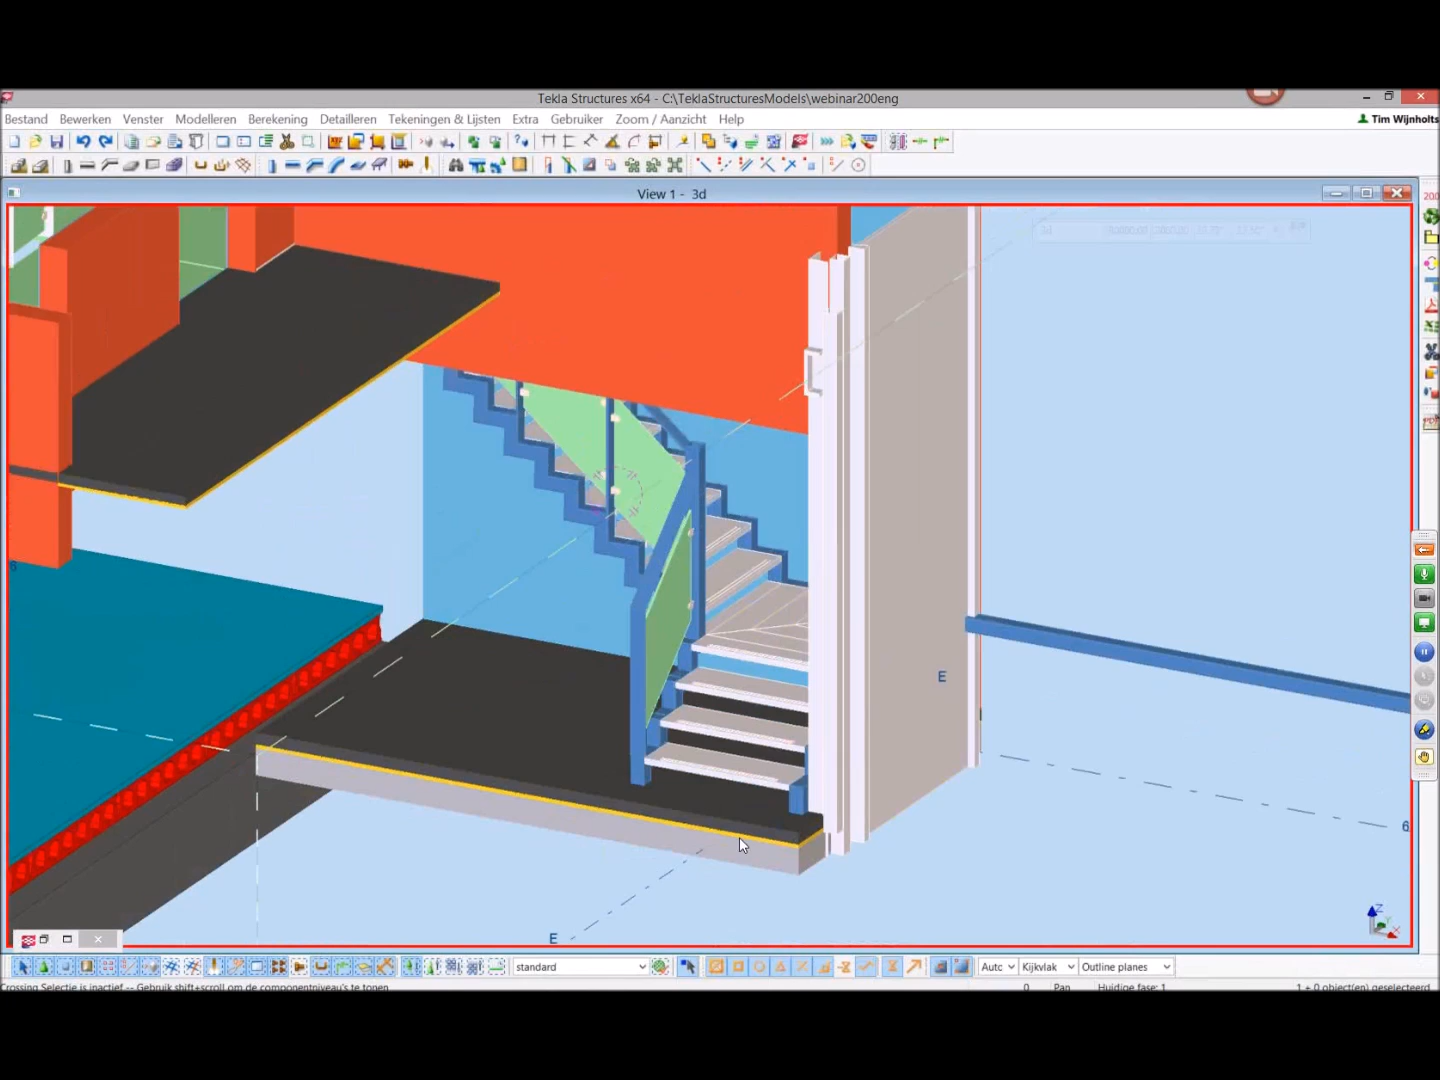 Tekla Structures x64 - C:\TeklaStructuresModels\webinar200eng
Bestand Bewerken Venster Modelleren Berekening Detailleren Tekeningen & Lijsten Extra Gebruiker Zoom / Aanzicht Help Tim Wijnholts
View 1 - 3d
6
E
6
E
Z
standard Autc Kijkvlak Outline planes
Crossing Selectie is inactief -- Gebruik shift+scroll om de componentniveau's te tonen 0 Pan Huidige fase: 1 1 + 0 object(en) geselecteerd